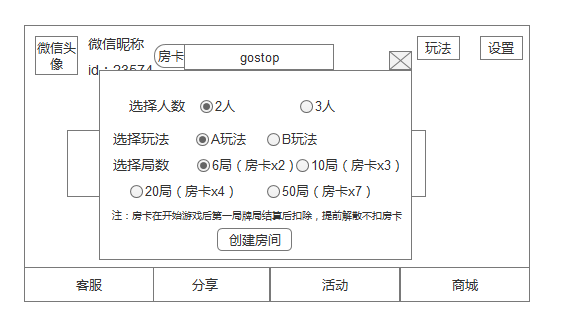 微信头像
微信昵称
id：23574
房卡
gostop
玩法
设置
选择人数 2人 3人
选择玩法 A玩法 B玩法
选择局数 6局（房卡x2） 10局（房卡x3）
20局（房卡x4） 50局（房卡x7）
注：房卡在开始游戏后第一局牌局结算后扣除，提前解散不扣房卡
创建房间
客服 分享 活动 商城